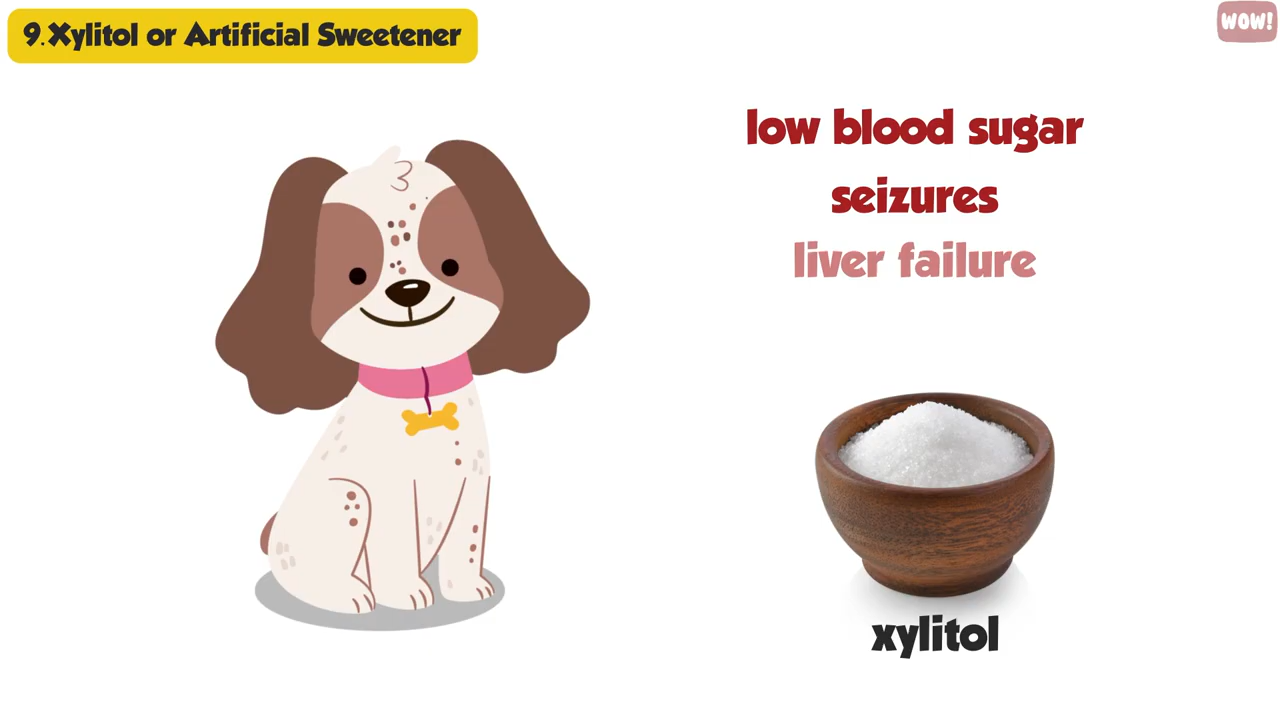 9.Xylitol or Artificial Sweetener
WOW!
low blood sugar
seizures
liver failure
xylitol